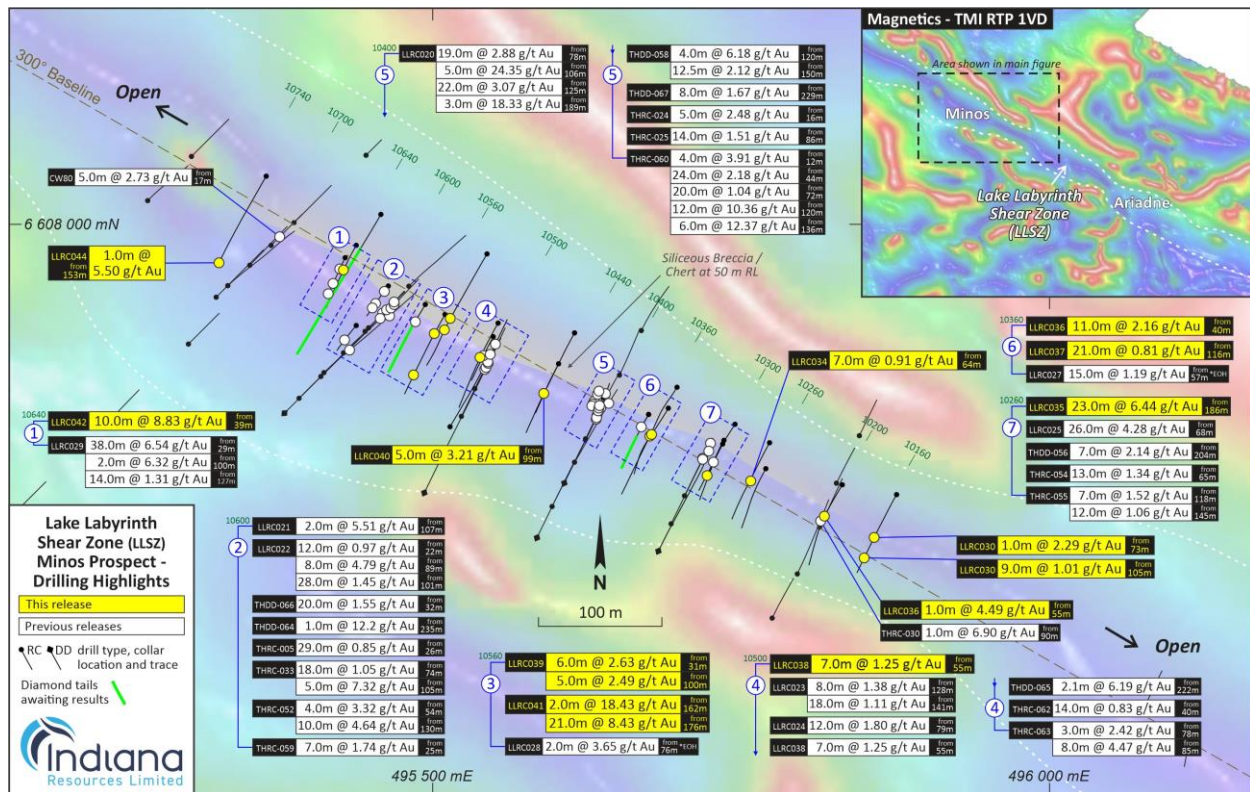 Magnetics - TMI RTP 1VD
Area shown in main figure
Minos
Lake Labyrinth
Shear Zone
(LLSZ)
Ariadne
300° Baseline
Open
10740
10700
10640
10600
10560
10500
10440
10400
10360
10300
10260
10200
10160
6 608 000 mN
10400
5
LLRC020 19.0m @ 2.88 g/t Au from 78m
5.0m @ 24.35 g/t Au from 106m
22.0m @ 3.07 g/t Au from 125m
3.0m @ 18.33 g/t Au from 189m
5
THDD-058 4.0m @ 6.18 g/t Au from 120m
12.5m @ 2.12 g/t Au from 150m
THDD-067 8.0m @ 1.67 g/t Au from 229m
THRC-024 5.0m @ 2.48 g/t Au from 16m
THRC-025 14.0m @ 1.51 g/t Au from 86m
THRC-060 4.0m @ 3.91 g/t Au from 12m
24.0m @ 2.18 g/t Au from 44m
20.0m @ 1.04 g/t Au from 72m
12.0m @ 10.36 g/t Au from 120m
6.0m @ 12.37 g/t Au from 136m
CW80 5.0m @ 2.73 g/t Au from 17m
LLRC044 from 153m 1.0m @
5.50 g/t Au
Siliceous Breccia /
Chert at 50 m RL
1
2
3
4
5
6
7
LLRC034 7.0m @ 0.91 g/t Au from 64m
10360
6
LLRC036 11.0m @ 2.16 g/t Au from 40m
LLRC037 21.0m @ 0.81 g/t Au from 116m
LLRC027 15.0m @ 1.19 g/t Au from 57m *EOH
10260
7
LLRC035 23.0m @ 6.44 g/t Au from 186m
LLRC025 26.0m @ 4.28 g/t Au from 68m
THDD-056 7.0m @ 2.14 g/t Au from 204m
THRC-054 13.0m @ 1.34 g/t Au from 65m
THRC-055 7.0m @ 1.52 g/t Au from 118m
12.0m @ 1.06 g/t Au from 145m
10640
1
LLRC042 10.0m @ 8.83 g/t Au from 39m
LLRC029 38.0m @ 6.54 g/t Au from 29m
2.0m @ 6.32 g/t Au from 100m
14.0m @ 1.31 g/t Au from 127m
LLRC040 5.0m @ 3.21 g/t Au from 99m
LLRC030 1.0m @ 2.29 g/t Au from 73m
LLRC030 9.0m @ 1.01 g/t Au from 105m
LLRC036 1.0m @ 4.49 g/t Au from 55m
THRC-030 1.0m @ 6.90 g/t Au from 90m
Open
N
100 m
Lake Labyrinth
Shear Zone (LLSZ)
Minos Prospect -
Drilling Highlights
This release
Previous releases
RC DD drill type, collar
location and trace
Diamond tails
awaiting results
Indiana
Resources Limited
10600
2
LLRC021 2.0m @ 5.51 g/t Au from 107m
LLRC022 12.0m @ 0.97 g/t Au from 22m
8.0m @ 4.79 g/t Au from 89m
28.0m @ 1.45 g/t Au from 101m
THDD-066 20.0m @ 1.55 g/t Au from 32m
THDD-064 1.0m @ 12.2 g/t Au from 235m
THRC-005 29.0m @ 0.85 g/t Au from 26m
THRC-033 18.0m @ 1.05 g/t Au from 74m
5.0m @ 7.32 g/t Au from 105m
THRC-052 4.0m @ 3.32 g/t Au from 54m
10.0m @ 4.64 g/t Au from 130m
THRC-059 7.0m @ 1.74 g/t Au from 25m
10560
3
LLRC039 6.0m @ 2.63 g/t Au from 31m
5.0m @ 2.49 g/t Au from 100m
LLRC041 2.0m @ 18.43 g/t Au from 162m
21.0m @ 8.43 g/t Au from 176m
LLRC028 2.0m @ 3.65 g/t Au from 76m *EOH
10500
4
LLRC038 7.0m @ 1.25 g/t Au from 55m
LLRC023 8.0m @ 1.38 g/t Au from 128m
18.0m @ 1.11 g/t Au from 141m
LLRC024 12.0m @ 1.80 g/t Au from 79m
LLRC038 7.0m @ 1.25 g/t Au from 55m
4
THDD-065 2.1m @ 6.19 g/t Au from 222m
THRC-062 14.0m @ 0.83 g/t Au from 40m
THRC-063 3.0m @ 2.42 g/t Au from 78m
8.0m @ 4.47 g/t Au from 85m
495 500 mE
496 000 mE